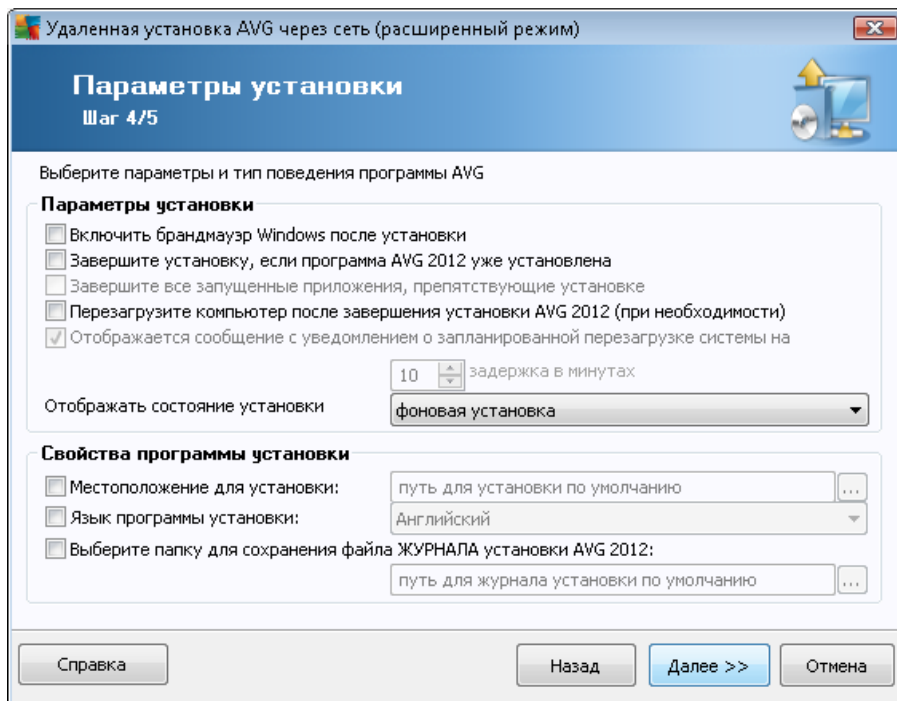 Удаленная установка AVG через сеть (расширенный режим)
Параметры установки
Шаг 4/5
Выберите параметры и тип поведения программы AVG
Параметры установки
Включить брандмауэр Windows после установки
Завершите установку, если программа AVG 2012 уже установлена
Завершите все запущенные приложения, препятствующие установке
Перезагрузите компьютер после завершения установки AVG 2012 (при необходимости)
Отображается сообщение с уведомлением о запланированной перезагрузке системы на
10 задержка в минутах
Отображать состояние установки фоновая установка
Свойства программы установки
Местоположение для установки: путь для установки по умолчанию ...
Язык программы установки: Английский
Выберите папку для сохранения файла ЖУРНАЛА установки AVG 2012:
путь для журнала установки по умолчанию ...
Справка Назад Далее >> Отмена